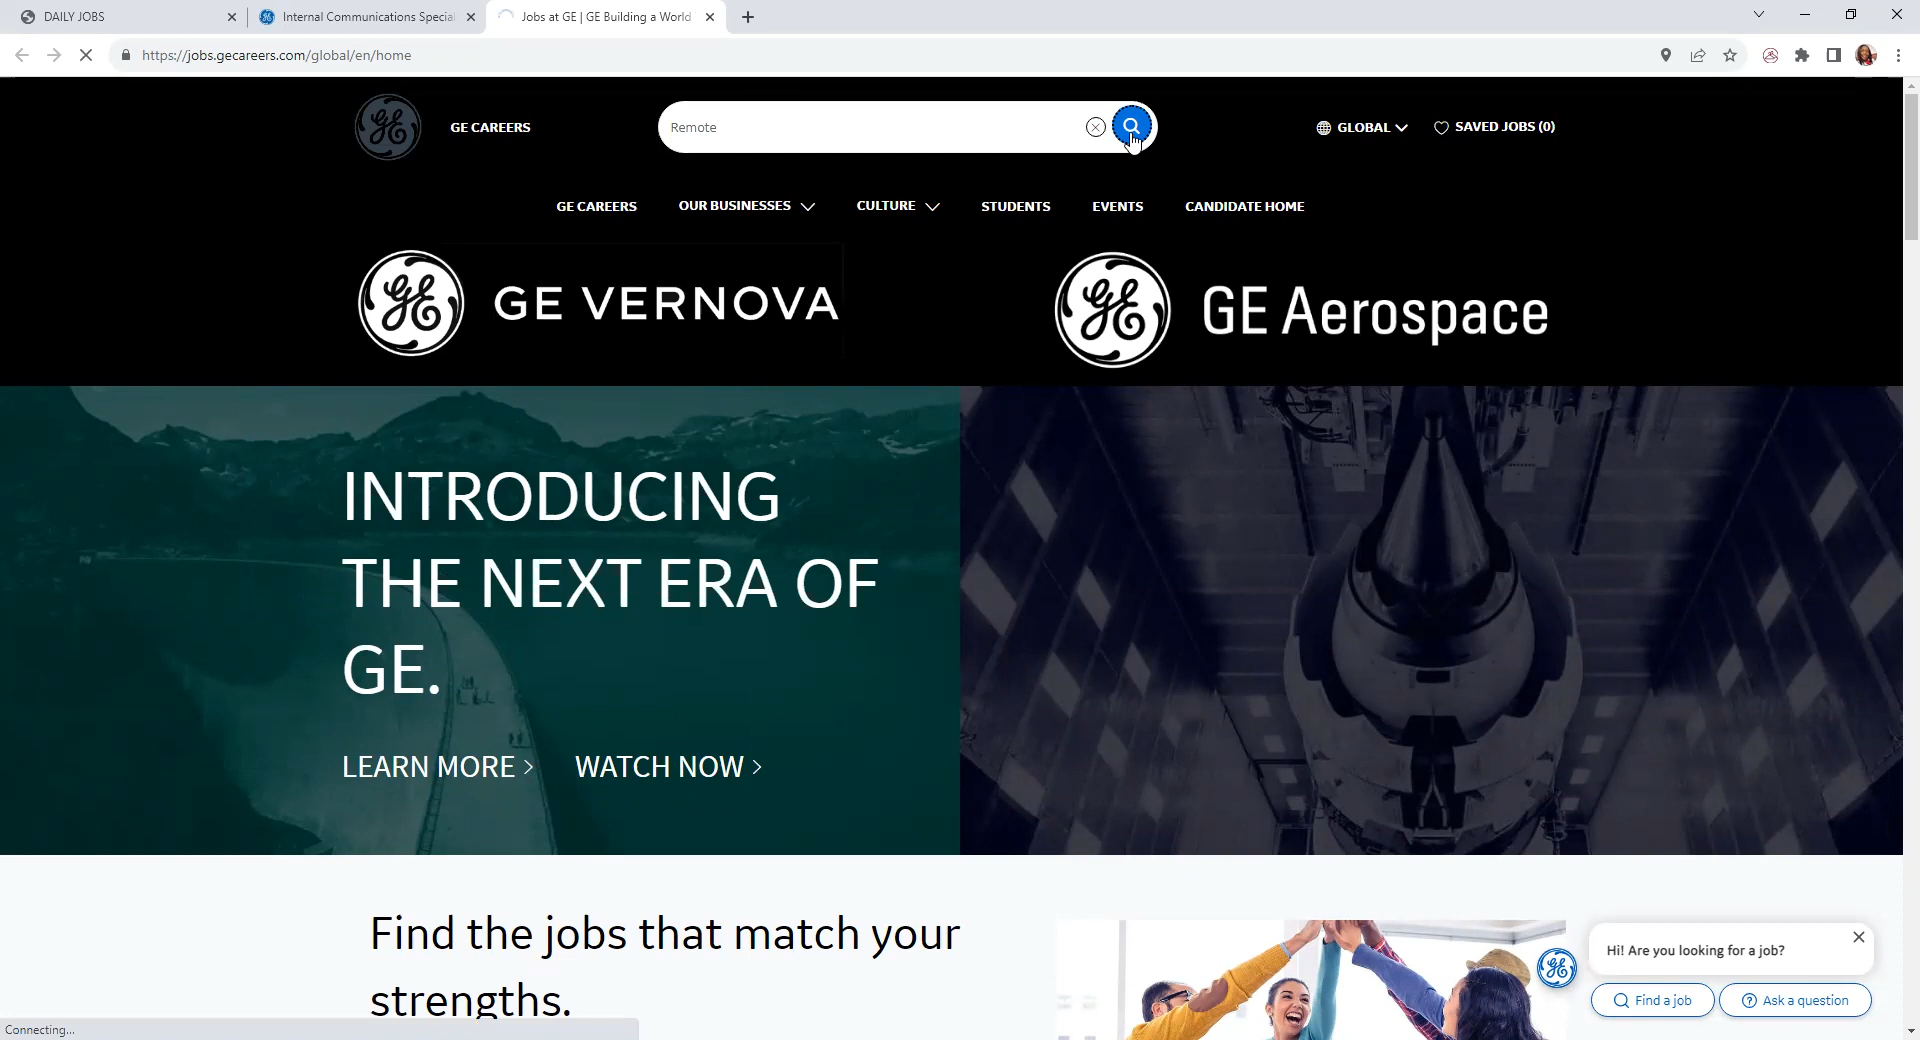 DAILY JOBS
Internal Communications Special
Jobs at GE | GE Building a World
https://jobs.gecareers.com/global/en/home
GE CAREERS
Remote
GLOBAL
SAVED JOBS (0)
GE CAREERS
OUR BUSINESSES
CULTURE
STUDENTS
EVENTS
CANDIDATE HOME
GE VERNOVA
GE Aerospace
INTRODUCING
THE NEXT ERA OF
GE.
LEARN MORE >
WATCH NOW >
Find the jobs that match your
strengths.
Hi! Are you looking for a job?
Find a job
Ask a question
Connecting...